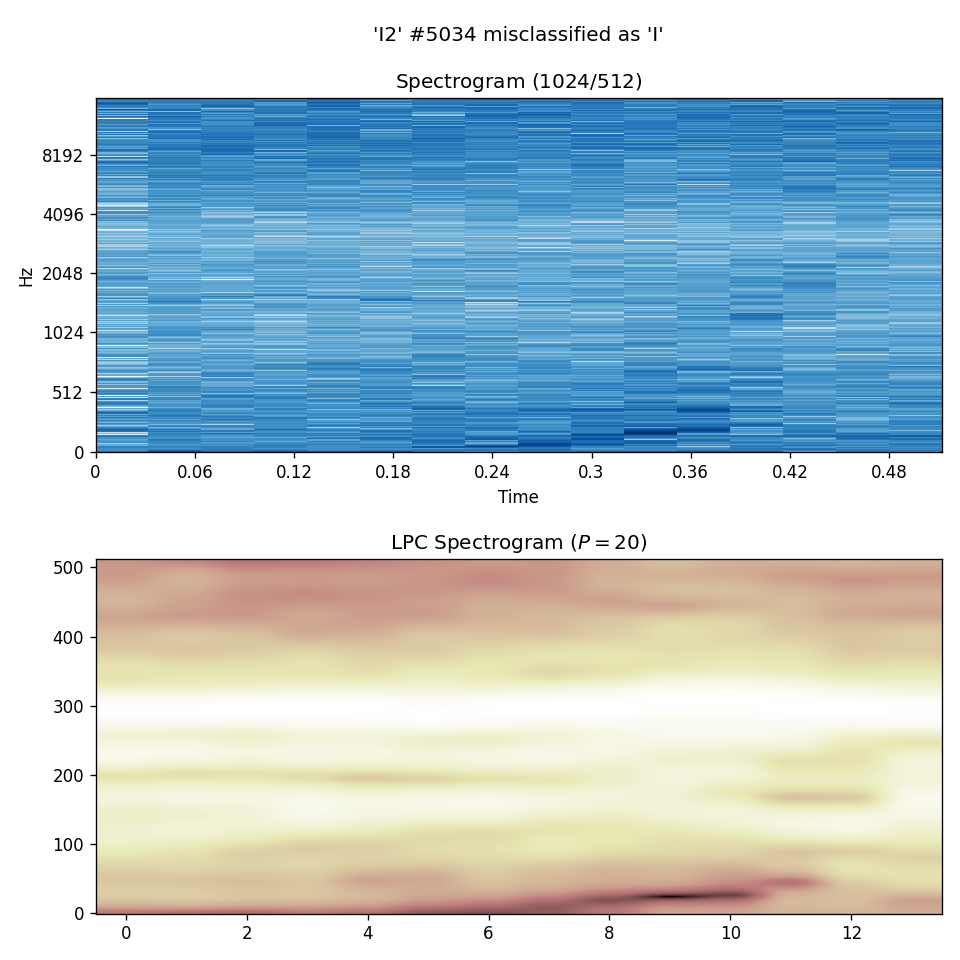 'I2' #5034 misclassified as 'I'
Spectrogram (1024/512)
8192
4096
2048
1024
512
0
Hz
0 0.06 0.12 0.18 0.24 0.3 0.36 0.42 0.48
Time
LPC Spectrogram (P = 20)
500
400
300
200
100
0
0 2 4 6 8 10 12